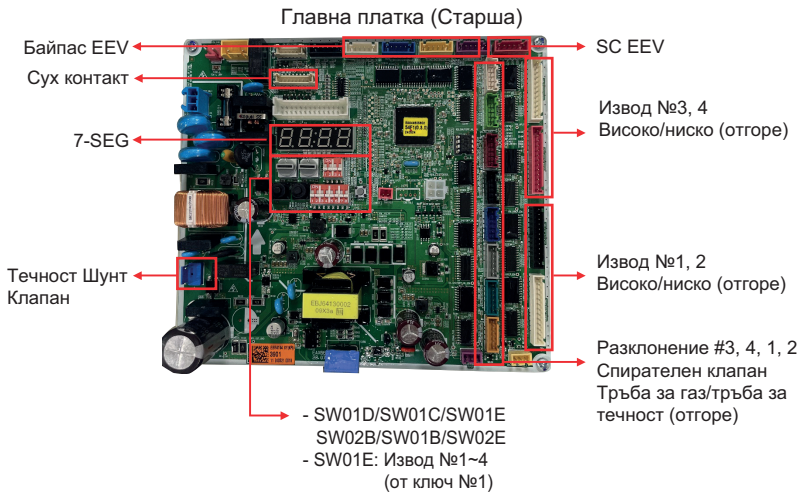 Главна платка (Старша)
Байпас EEV
SC EEV
Сух контакт
Извод №3, 4
Високо/ниско (отгоре)
7-SEG
Течност Шунт
Клапан
Извод №1, 2
Високо/ниско (отгоре)
EBJ64130602
Разклонение #3, 4, 1, 2
Спирателен клапан
Тръба за газ/тръба за
течност (отгоре)
- SW01D/SW01C/SW01E
SW02B/SW01B/SW02E
- SW01E: Извод №1~4
(от ключ №1)